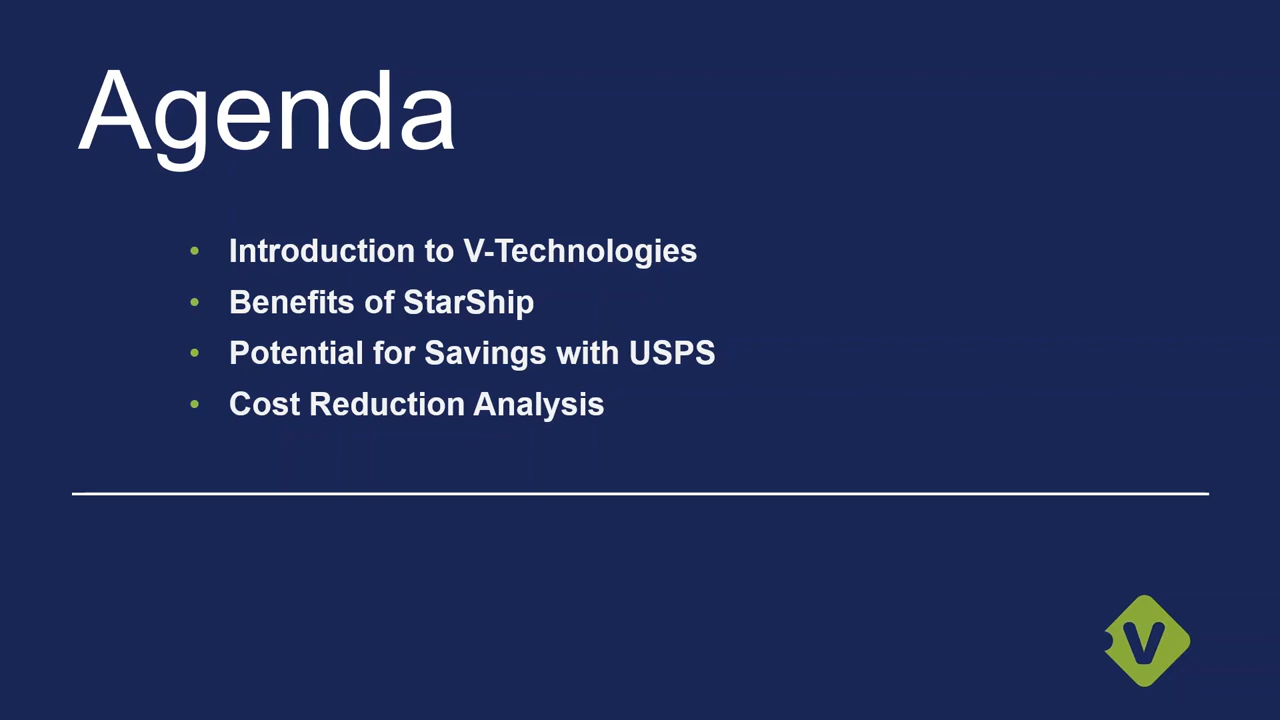 Agenda
• Introduction to V-Technologies
• Benefits of StarShip
• Potential for Savings with USPS
• Cost Reduction Analysis
V